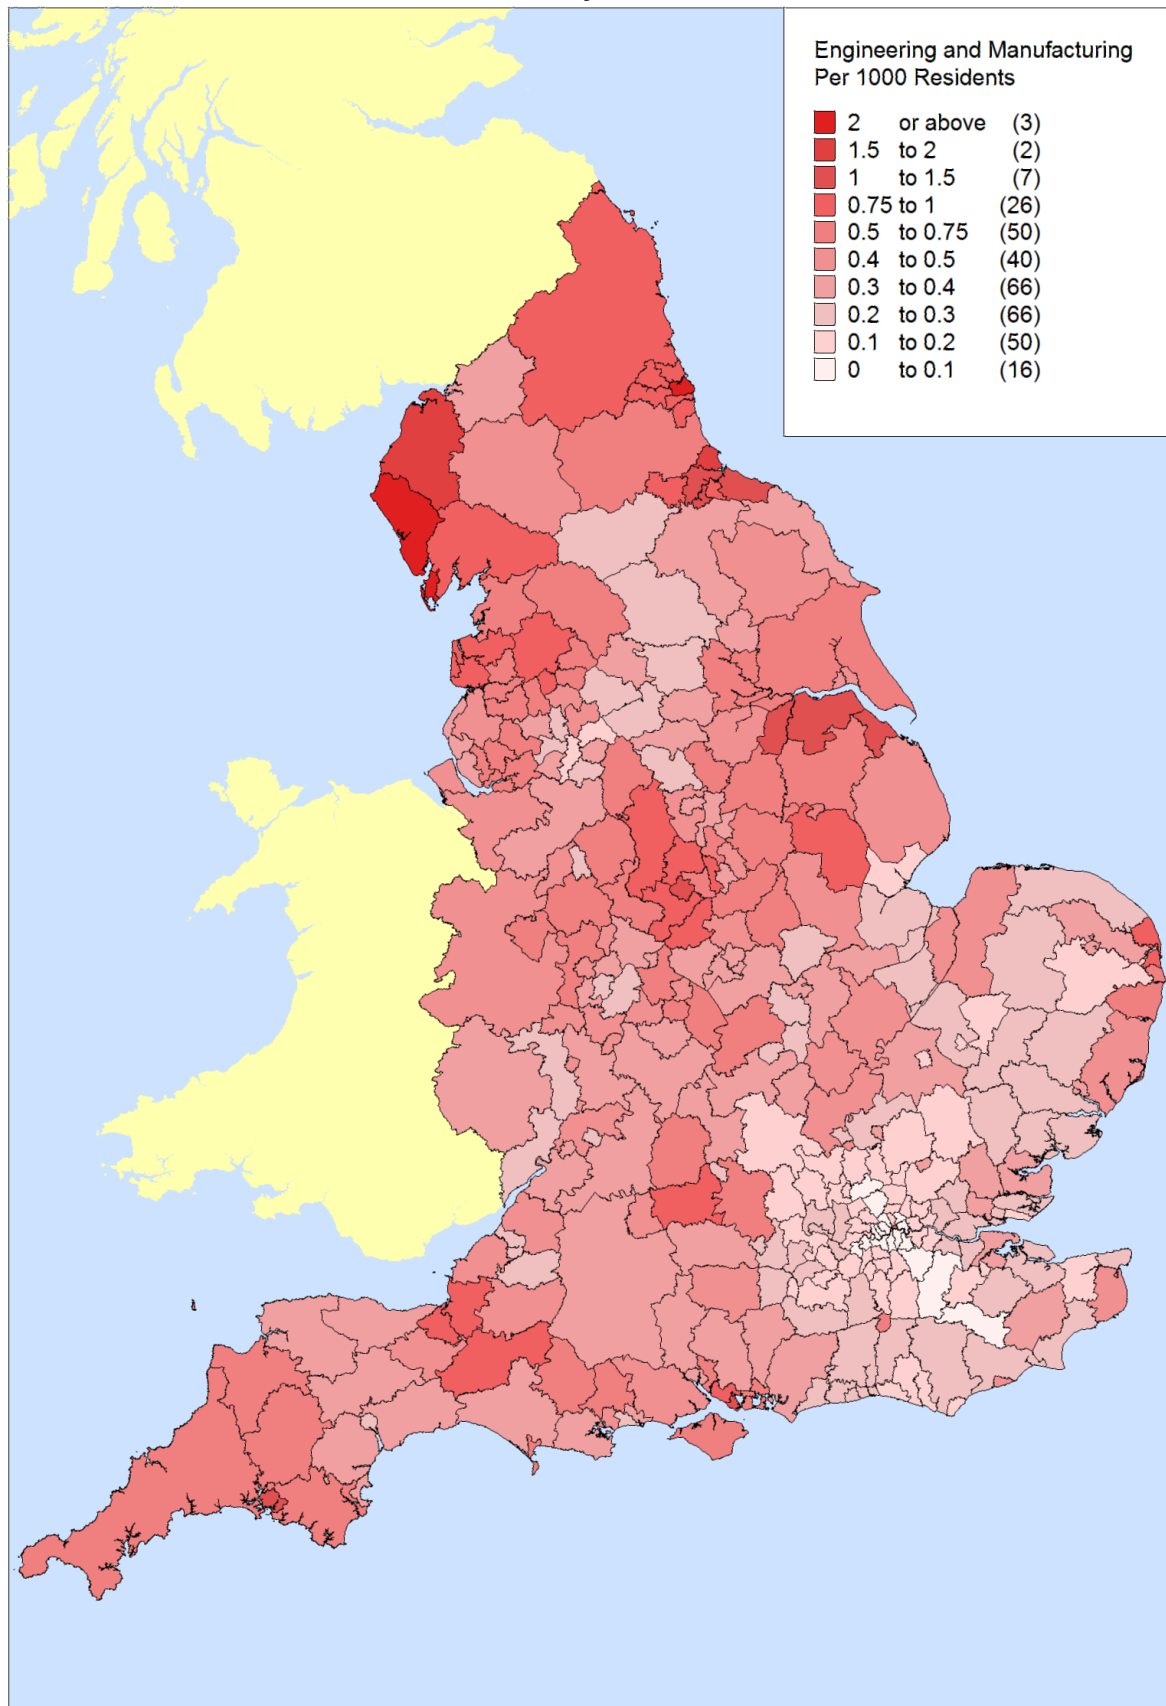 Engineering and Manufacturing
Per 1000 Residents
2 or above (3)
1.5 to 2 (2)
1 to 1.5 (7)
0.75 to 1 (26)
0.5 to 0.75 (50)
0.4 to 0.5 (40)
0.3 to 0.4 (66)
0.2 to 0.3 (66)
0.1 to 0.2 (50)
0 to 0.1 (16)